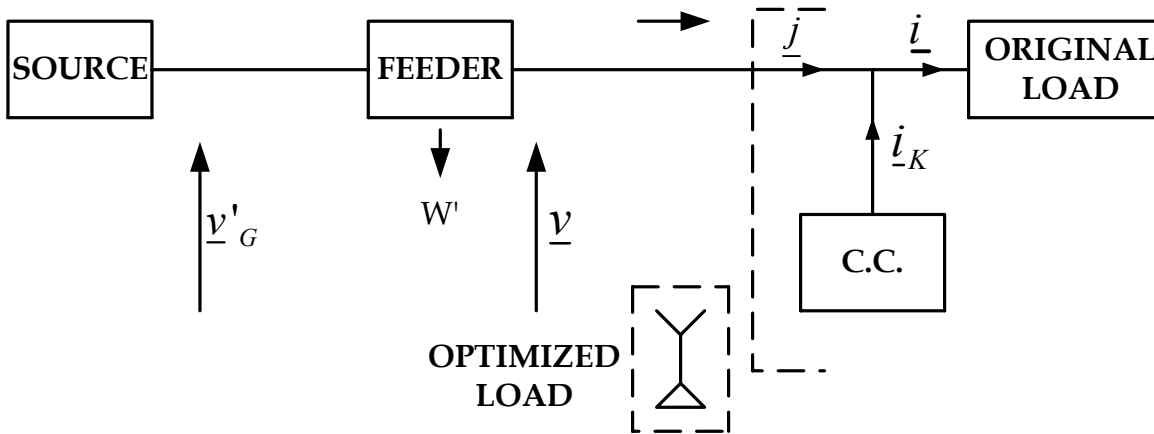 SOURCE
FEEDER
j
i
ORIGINAL
LOAD
i_K
v'_G
W'
v
C.C.
OPTIMIZED
LOAD